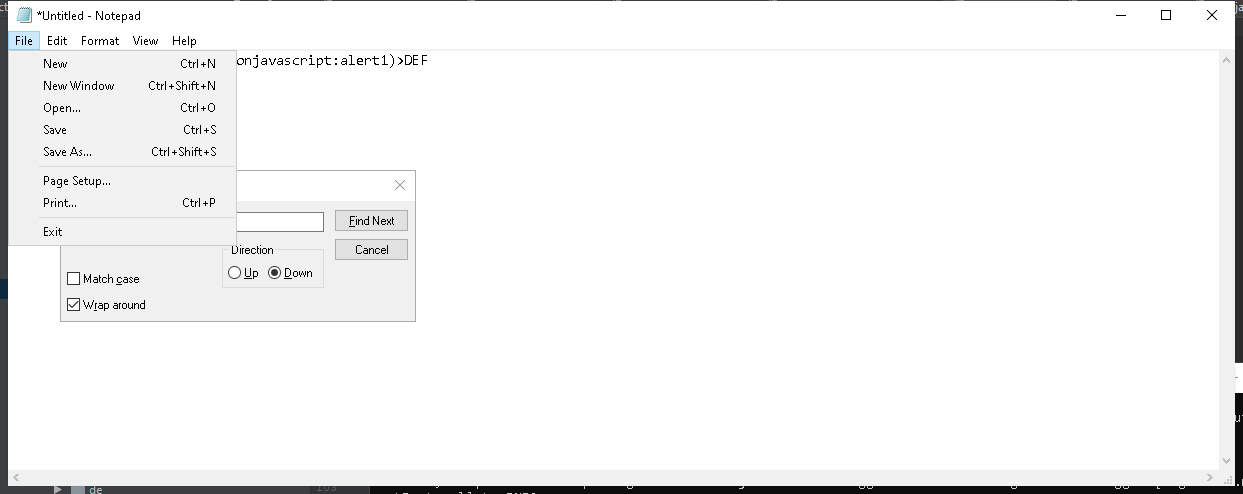 *Untitled - Notepad
File Edit Format View Help
onjavascript:alert1)>DEF
New Ctrl+N
New Window Ctrl+Shift+N
Open... Ctrl+O
Save Ctrl+S
Save As... Ctrl+Shift+S
Page Setup...
Print... Ctrl+P
Exit
Find Next
Cancel
Direction
Up Down
Match case
Wrap around
de
103